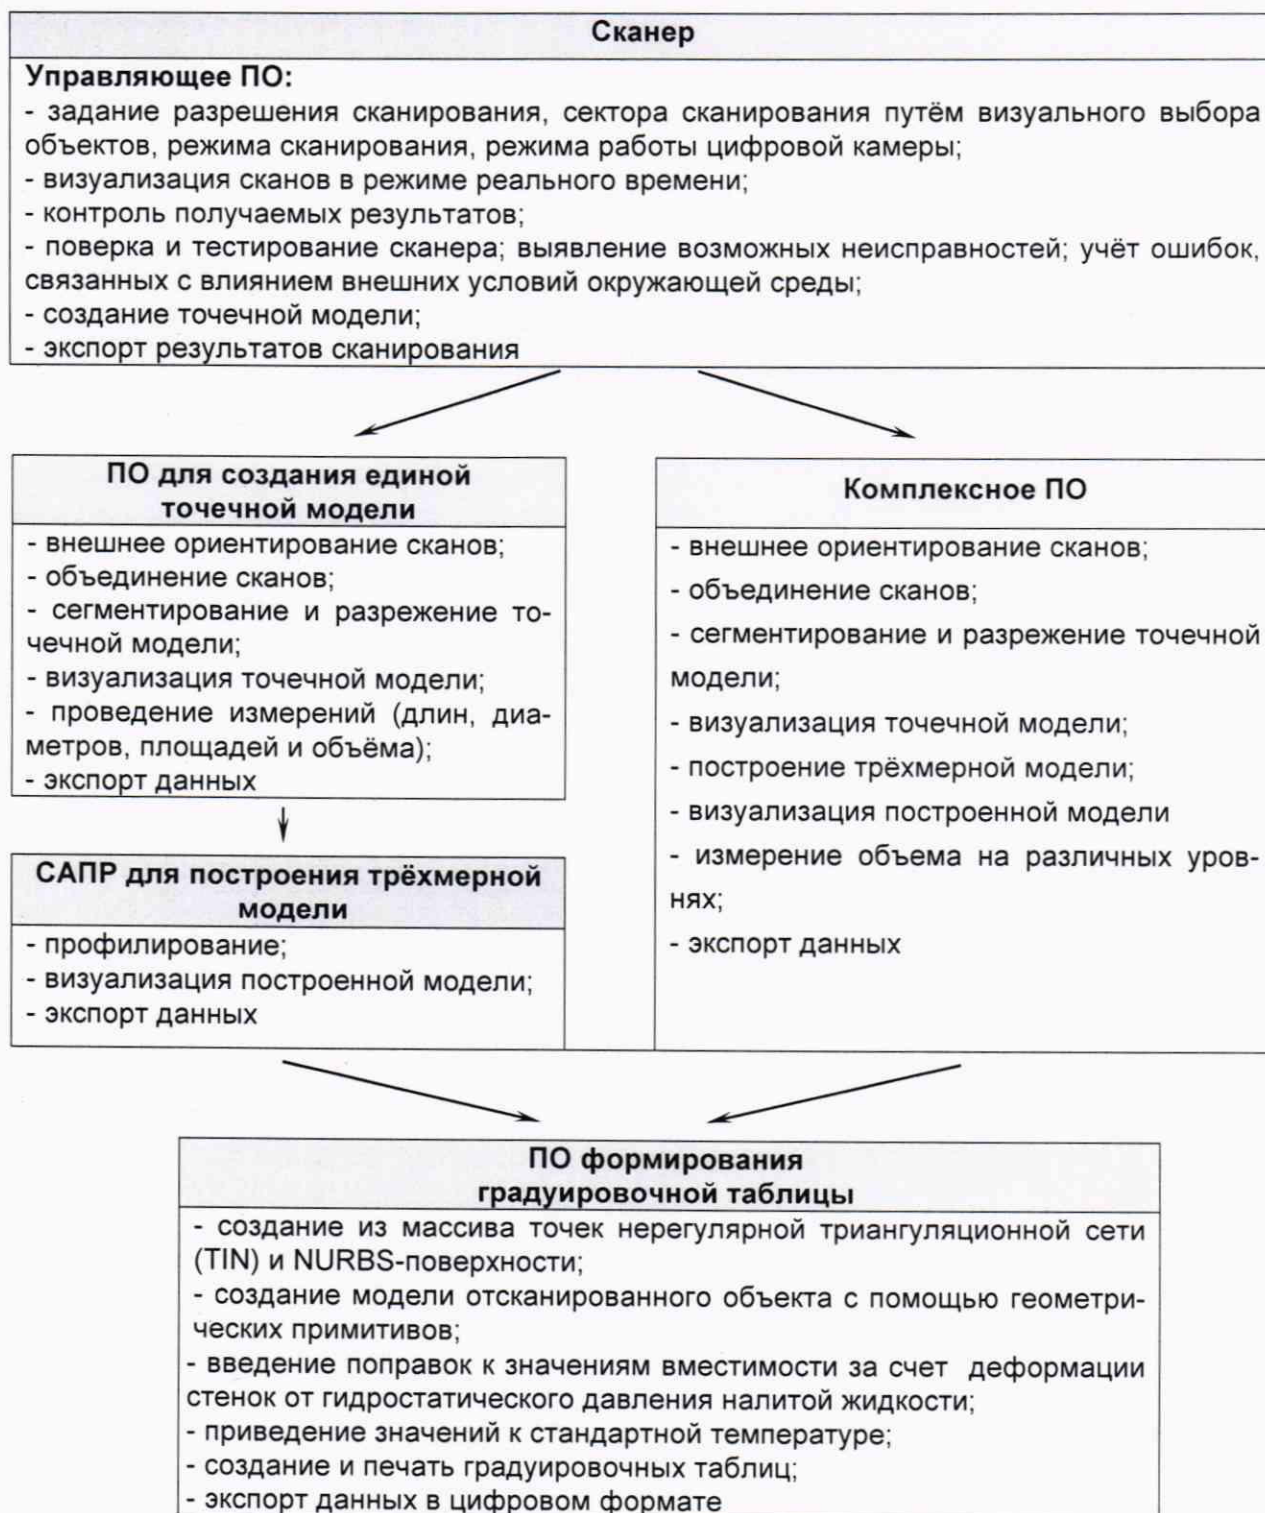 Сканер
Управляющее ПО:
- задание разрешения сканирования, сектора сканирования путём визуального выбора
объектов, режима сканирования, режима работы цифровой камеры;
- визуализация сканов в режиме реального времени;
- контроль получаемых результатов;
- поверка и тестирование сканера; выявление возможных неисправностей; учёт ошибок,
связанных с влиянием внешних условий окружающей среды;
- создание точечной модели;
- экспорт результатов сканирования
ПО для создания единой
точечной модели
- внешнее ориентирование сканов;
- объединение сканов;
- сегментирование и разрежение то-
чечной модели;
- визуализация точечной модели;
- проведение измерений (длин, диа-
метров, площадей и объёма);
- экспорт данных
САПР для построения трёхмерной
модели
- профилирование;
- визуализация построенной модели;
- экспорт данных
Комплексное ПО
- внешнее ориентирование сканов;
- объединение сканов;
- сегментирование и разрежение точечной
модели;
- визуализация точечной модели;
- построение трёхмерной модели;
- визуализация построенной модели
- измерение объема на различных уров-
нях;
- экспорт данных
ПО формирования
градуировочной таблицы
- создание из массива точек нерегулярной триангуляционной сети
(TIN) и NURBS-поверхности;
- создание модели отсканированного объекта с помощью геометри-
ческих примитивов;
- введение поправок к значениям вместимости за счет деформации
стенок от гидростатического давления налитой жидкости;
- приведение значений к стандартной температуре;
- создание и печать градуировочных таблиц;
- экспорт данных в цифровом формате